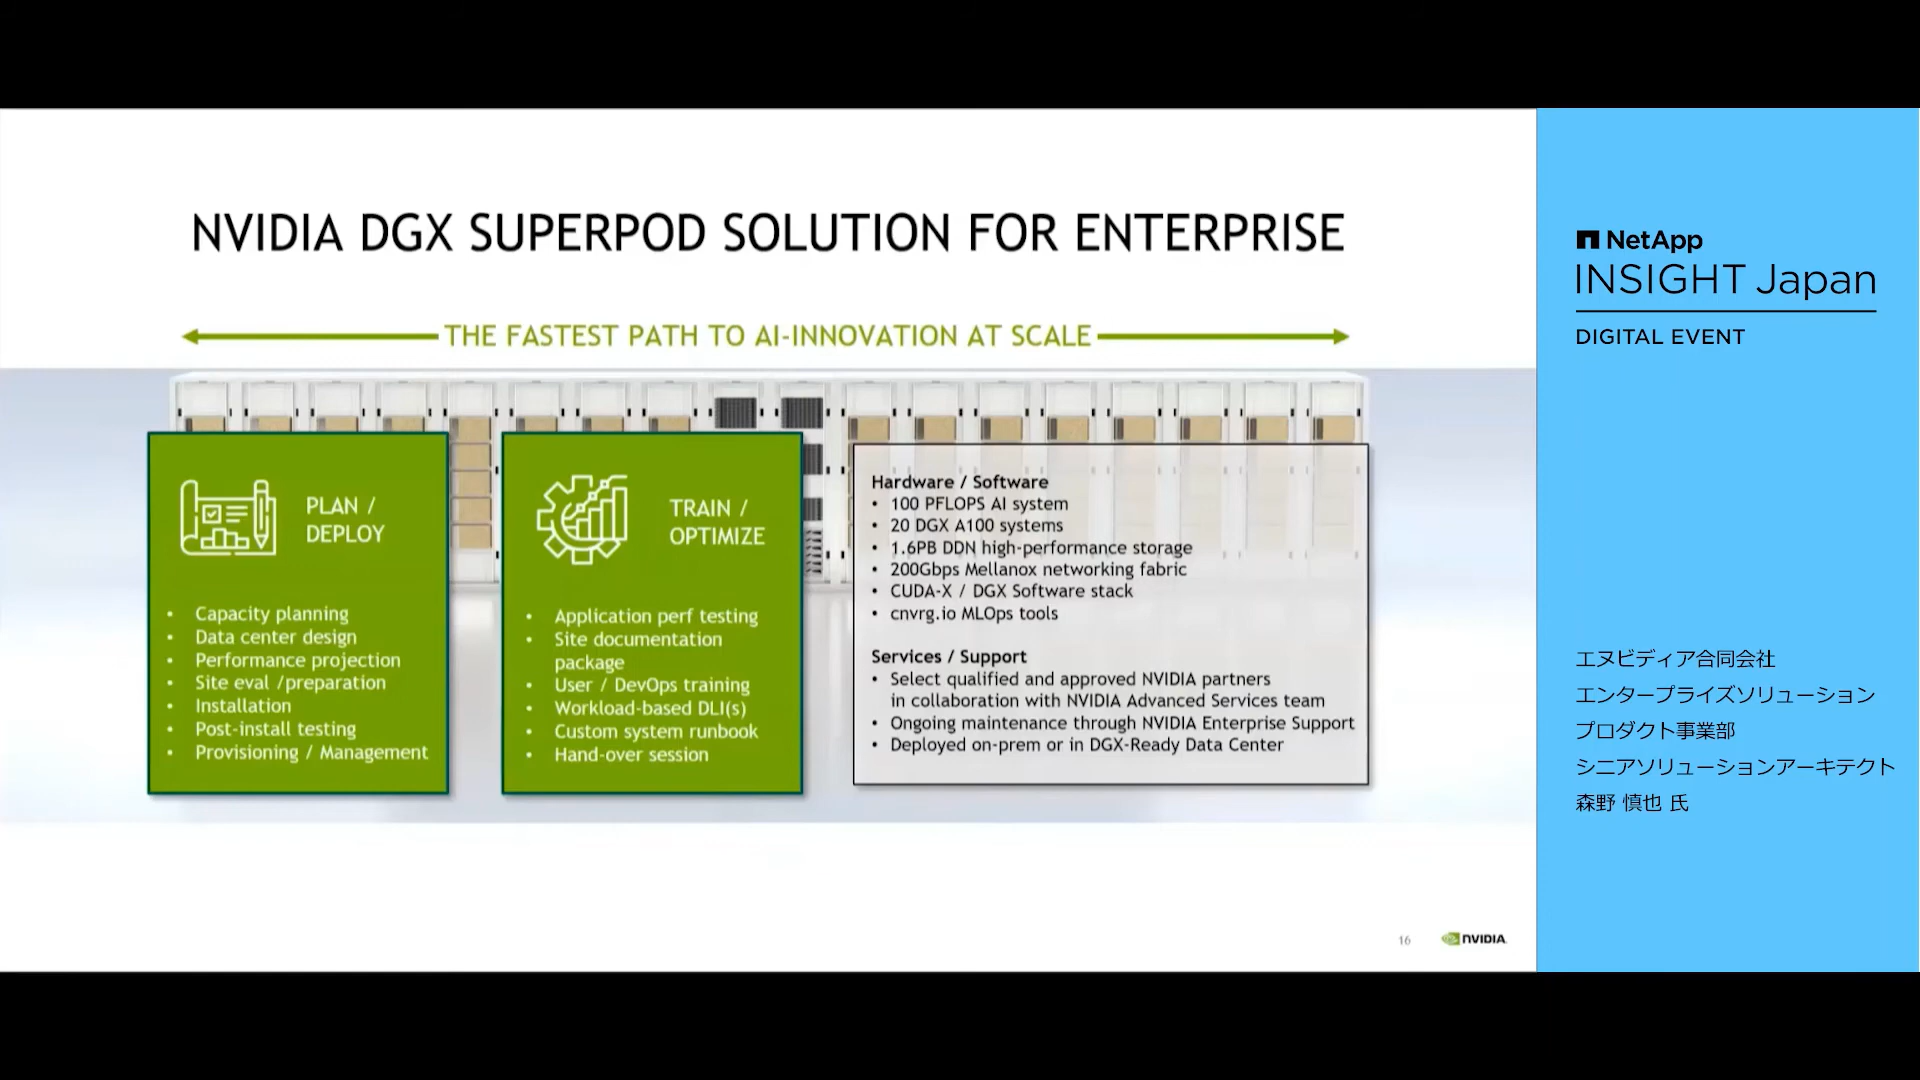 NVIDIA DGX SUPERPOD SOLUTION FOR ENTERPRISE
THE FASTEST PATH TO AI-INNOVATION AT SCALE
PLAN /
DEPLOY
• Capacity planning
• Data center design
• Performance projection
• Site eval /preparation
• Installation
• Post-install testing
• Provisioning / Management
TRAIN /
OPTIMIZE
• Application perf testing
• Site documentation
package
• User / DevOps training
• Workload-based DLI(s)
• Custom system runbook
• Hand-over session
Hardware / Software
• 100 PFLOPS AI system
• 20 DGX A100 systems
• 1.6PB DDN high-performance storage
• 200Gbps Mellanox networking fabric
• CUDA-X / DGX Software stack
• cnvrg.io MLOps tools
Services / Support
• Select qualified and approved NVIDIA partners
in collaboration with NVIDIA Advanced Services team
• Ongoing maintenance through NVIDIA Enterprise Support
• Deployed on-prem or in DGX-Ready Data Center
16
NVIDIA
NetApp
INSIGHT Japan
DIGITAL EVENT
エヌビディア合同会社
エンタープライズソリューション
プロダクト事業部
シニアソリューションアーキテクト
森野 慎也 氏